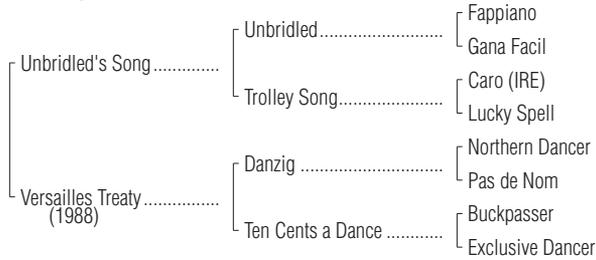 Fappiano
Unbridled........................
Gana Facil
Unbridled's Song..............
Caro (IRE)
Trolley Song....................
Lucky Spell
Northern Dancer
Danzig ...........................
Pas de Nom
Versailles Treaty................
(1988)
Buckpasser
Ten Cents a Dance ...........
Exclusive Dancer